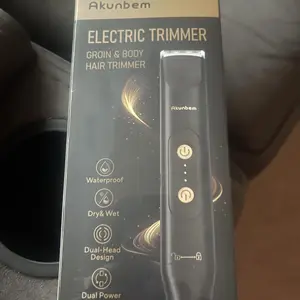 Akunbem
ELECTRIC TRIMMER
GROIN & BODY
HAIR TRIMMER
Akunbem
Waterproof
Dry& Wet
Dual-Head
Design
Dual Power